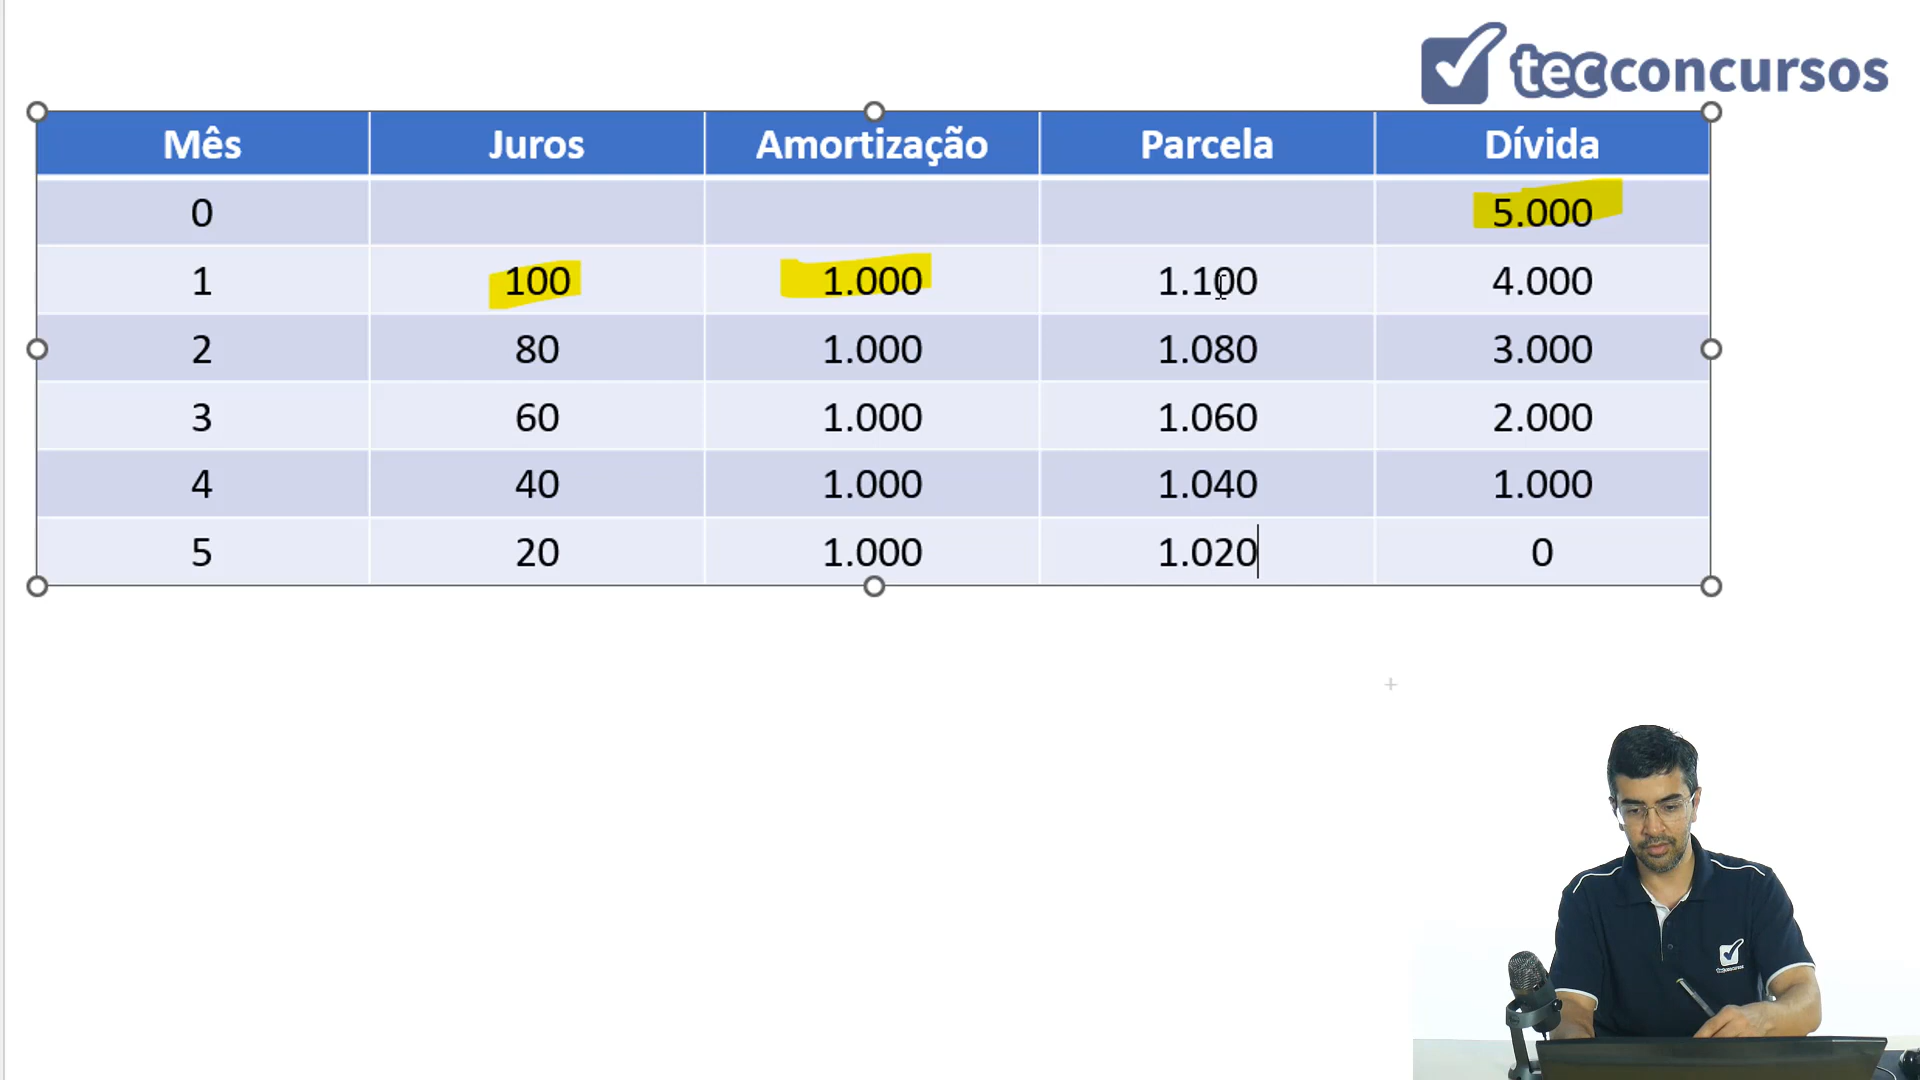 tecconcursos
Mês Juros Amortização Parcela Dívida
0 5.000
1 100 1.000 1.100 4.000
2 80 1.000 1.080 3.000
3 60 1.000 1.060 2.000
4 40 1.000 1.040 1.000
5 20 1.000 1.020 0